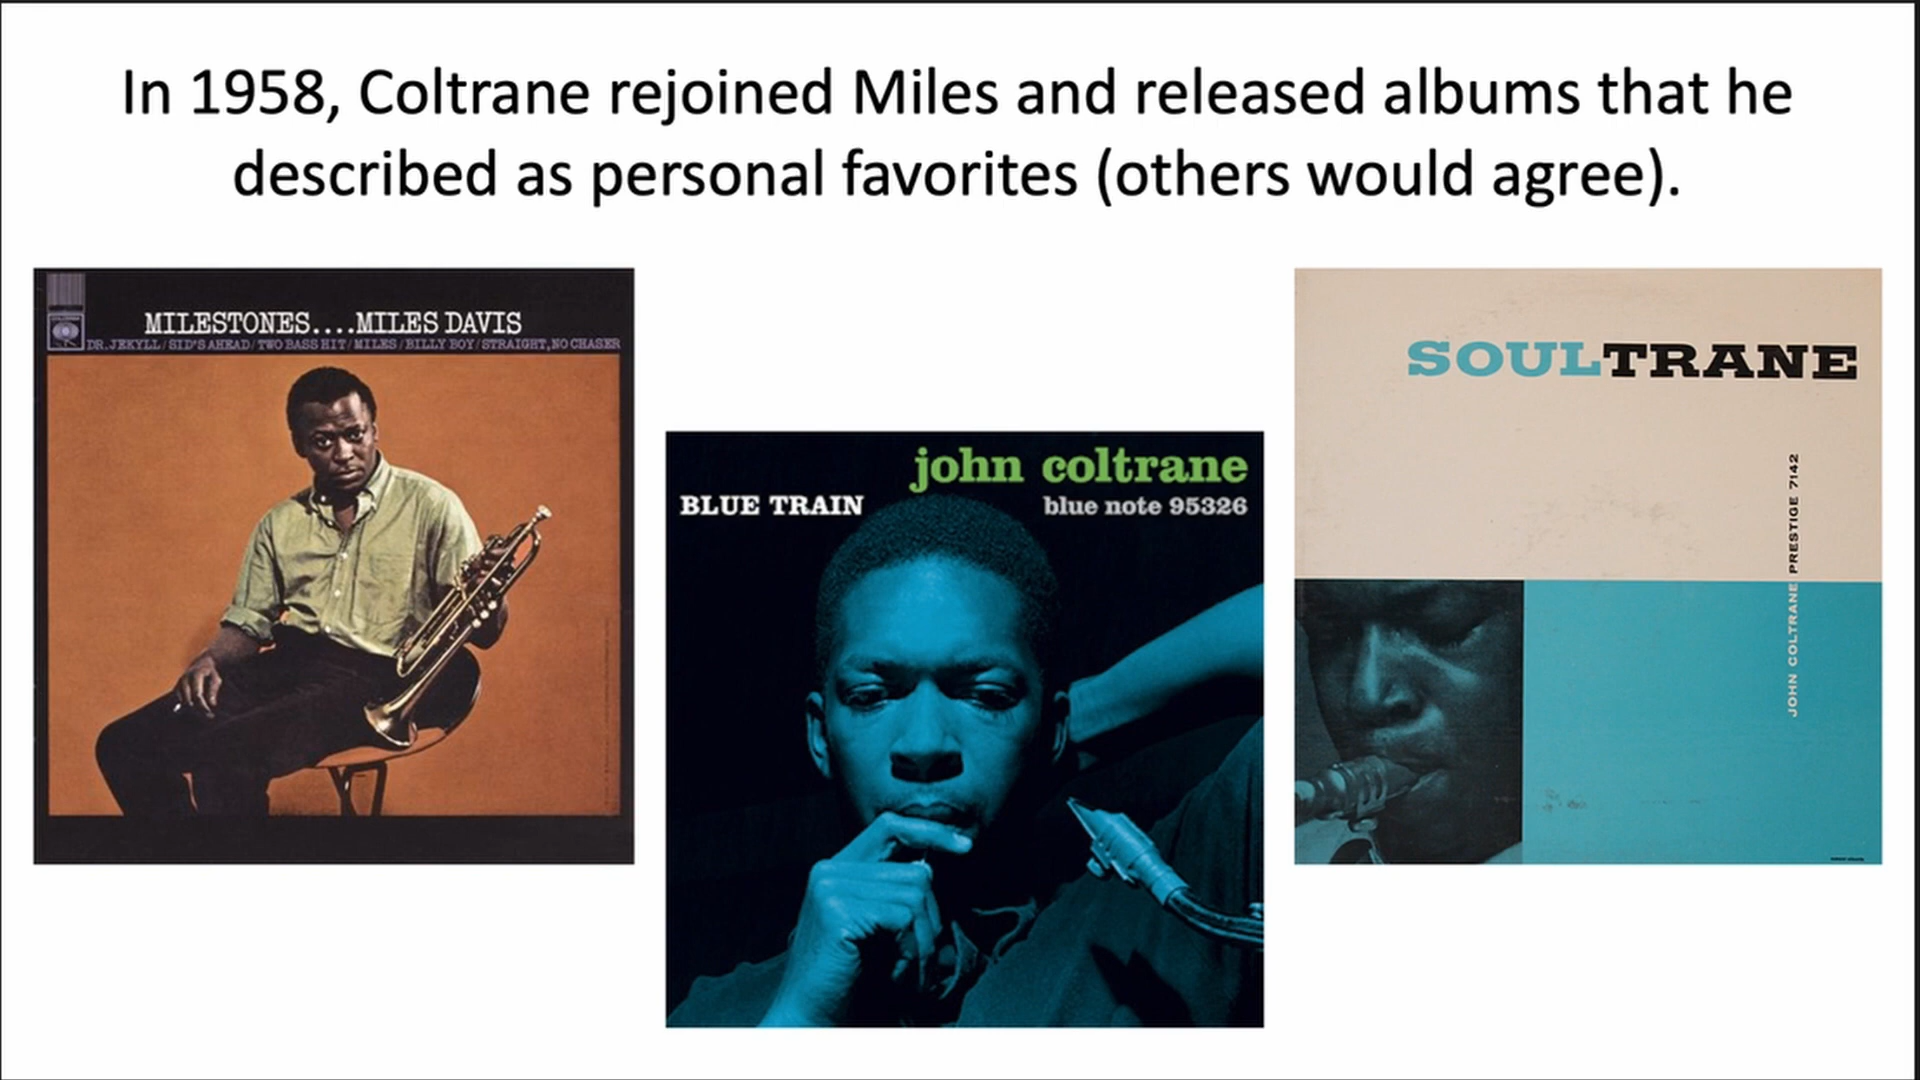 In 1958, Coltrane rejoined Miles and released albums that he
described as personal favorites (others would agree).
MILESTONES....MILES DAVIS
DR. JEKYLL / SID'S AHEAD / TWO BASS HIT / MILES / BILLY BOY / STRAIGHT, NO CHASER
john coltrane
BLUE TRAIN
blue note 95326
SOULTRANE
JOHN COLTRANE PRESTIGE 7142